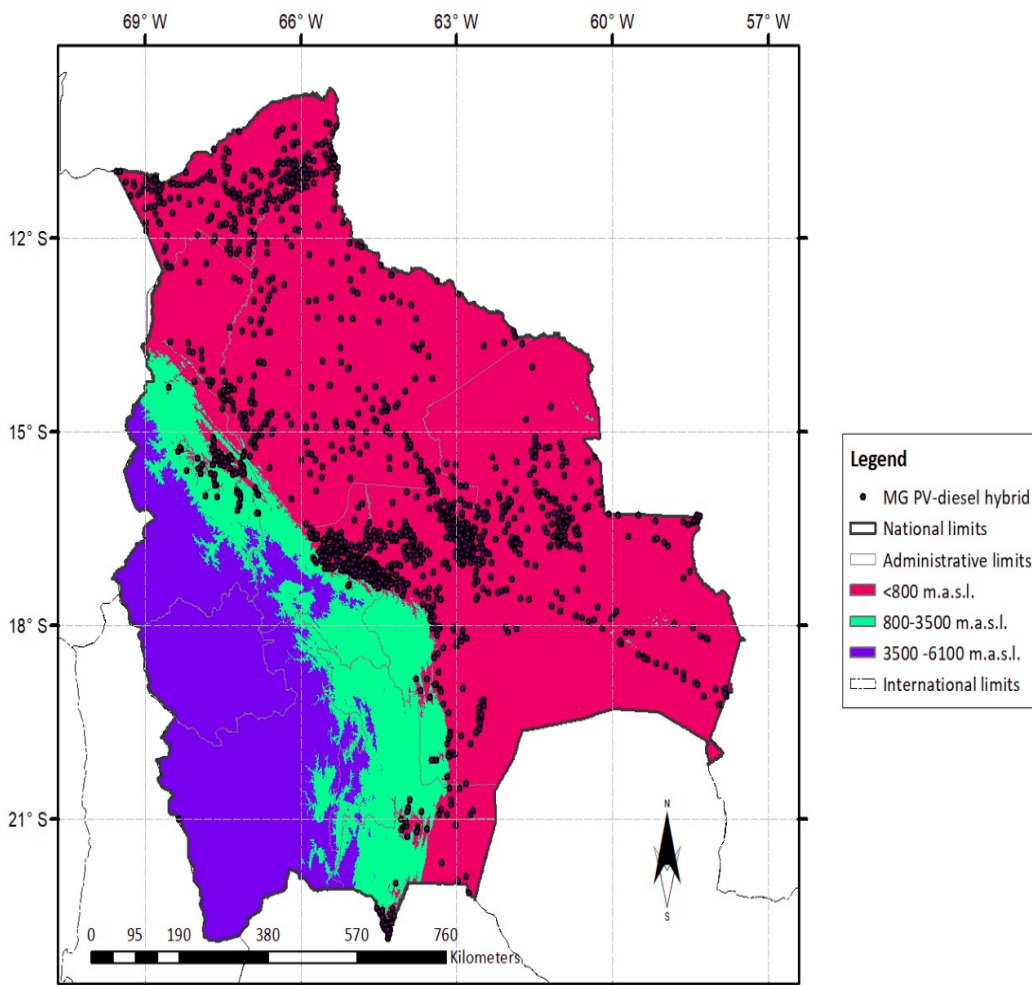 69° W 66° W 63° W 60° W 57° W
12° S
15° S
18° S
21° S
Legend
MG PV-diesel hybrid
National limits
Administrative limits
<800 m.a.s.l.
800-3500 m.a.s.l.
3500 -6100 m.a.s.l.
International limits
N
S
0 95 190 380 570 760
Kilometers